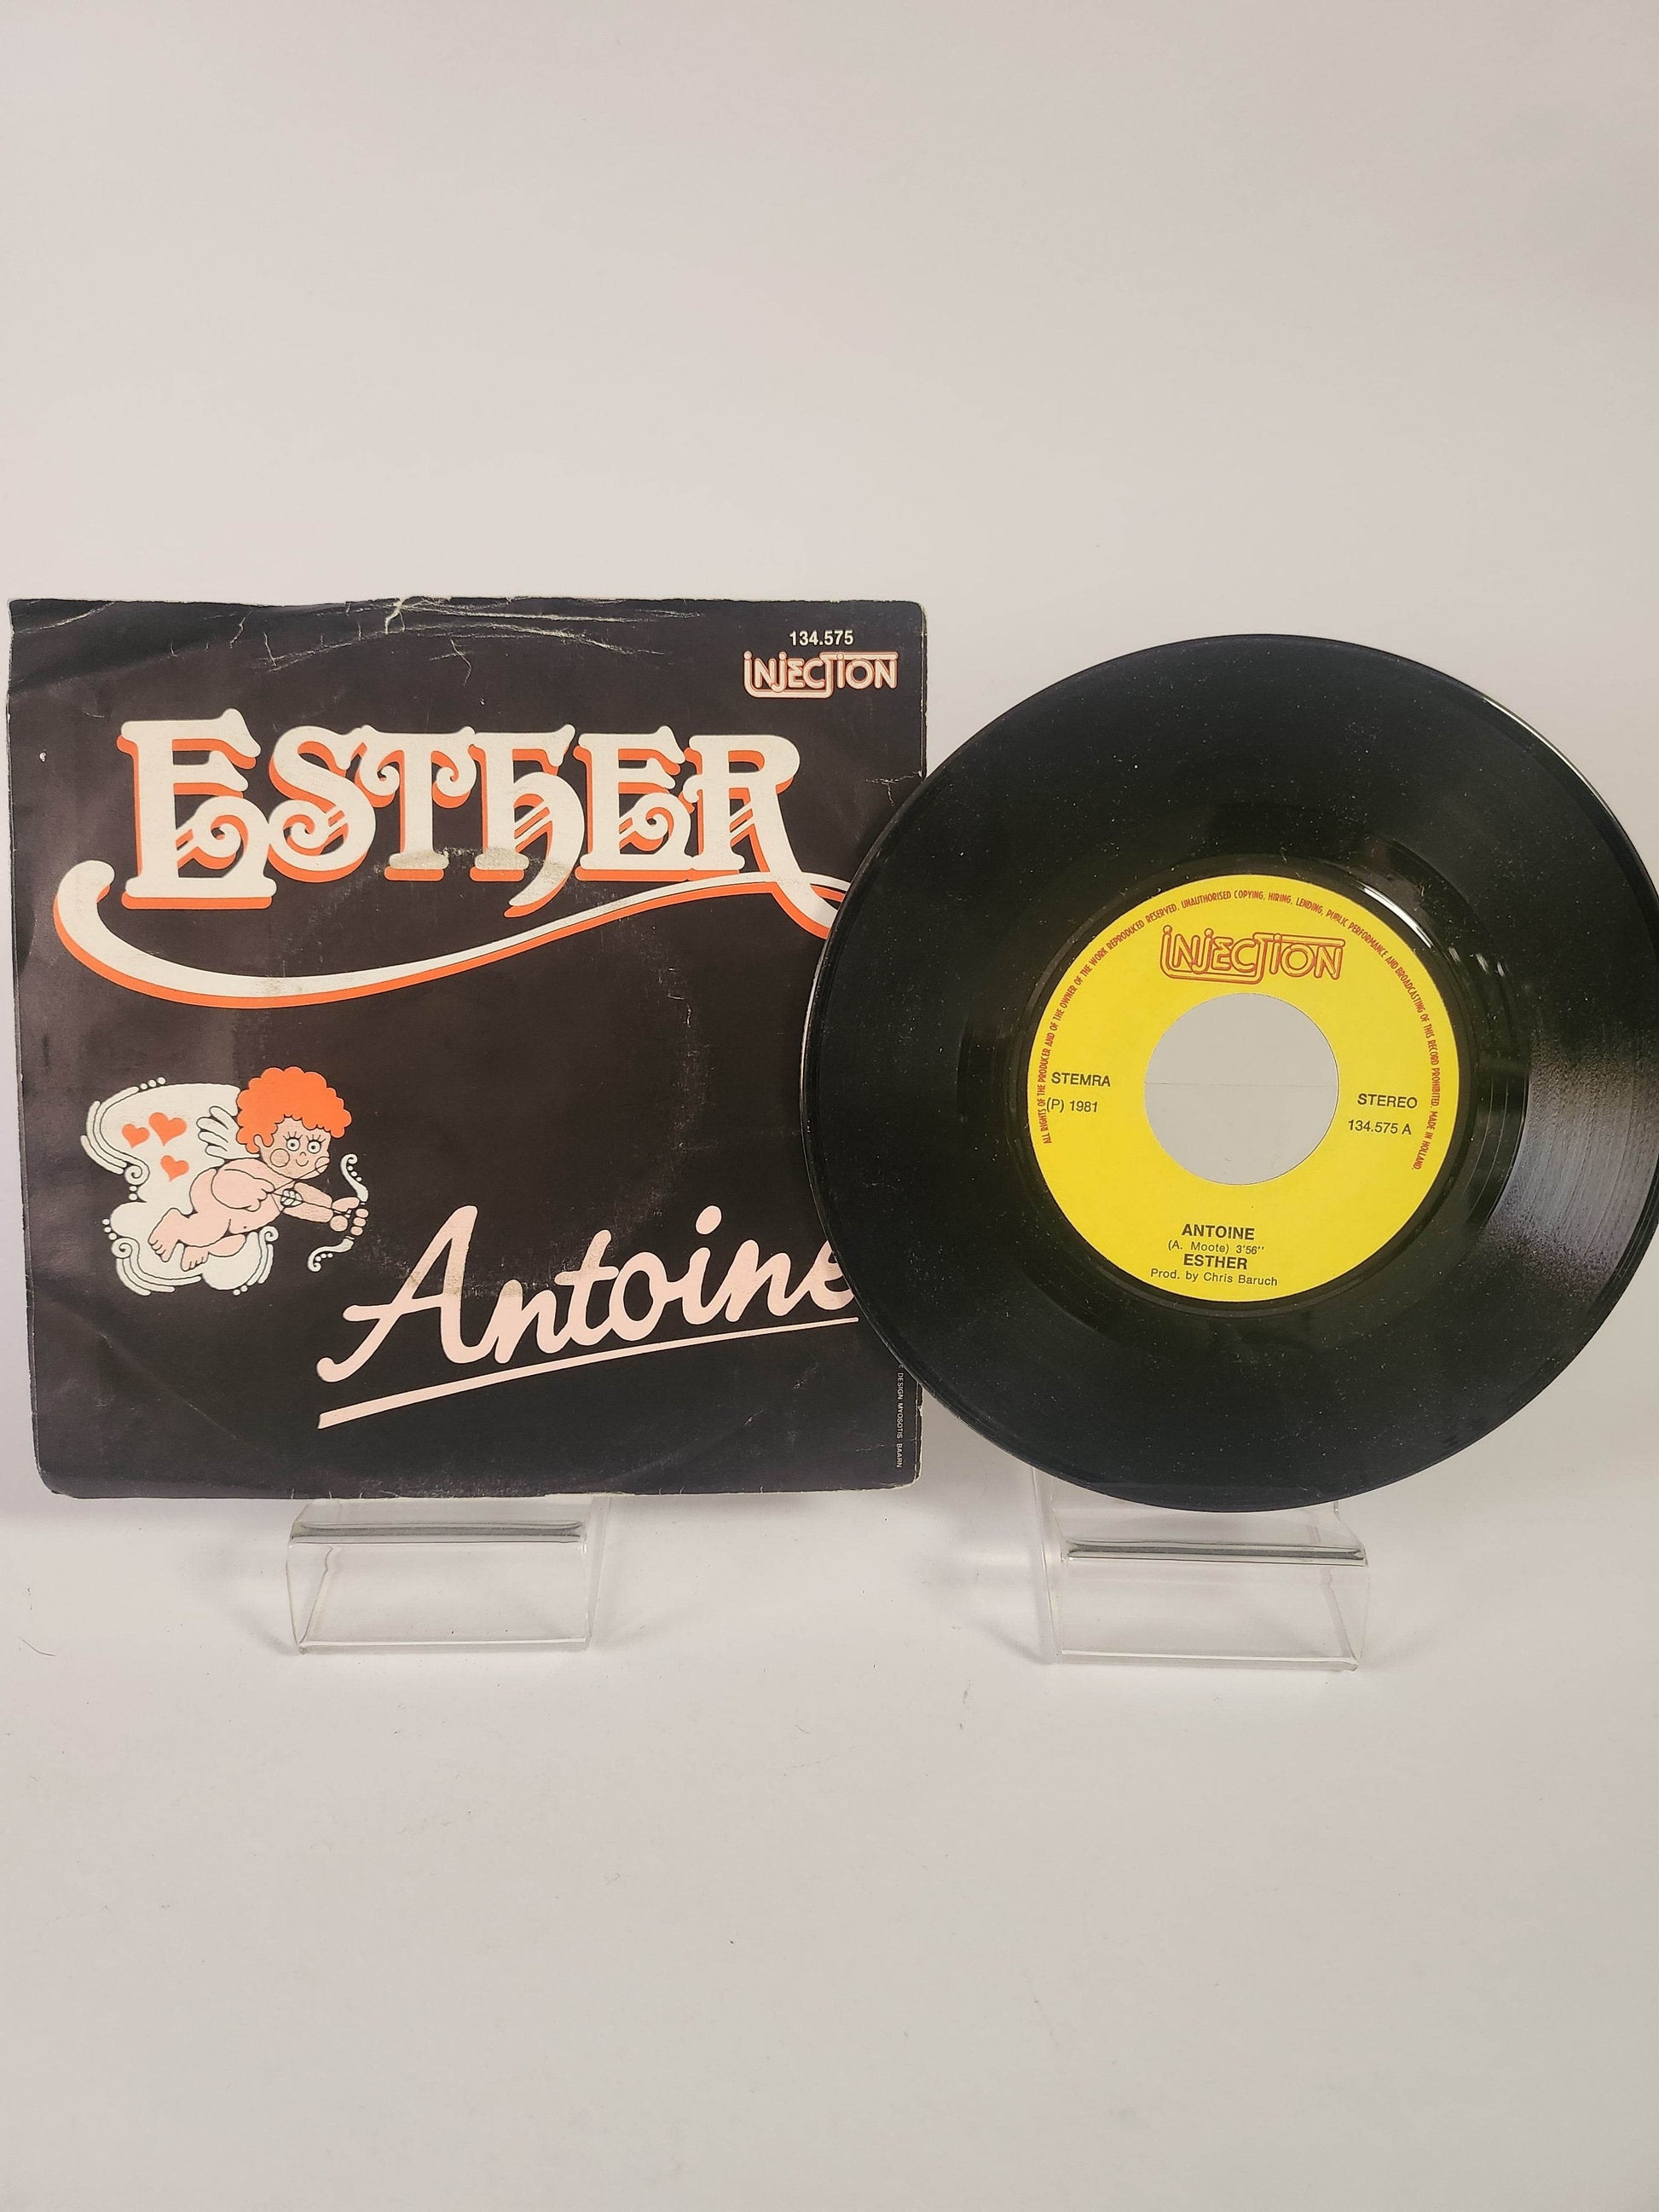 134.575
INJECTION
ESTHER
Antoine
DESIGN MYOSOTIS BAARN
ALL RIGHTS OF THE PRODUCER AND OF THE OWNER OF THE WORK REPRODUCED RESERVED. UNAUTHORISED COPYING, HIRING, LENDING, PUBLIC PERFORMANCE AND BROADCASTING OF THIS RECORD PROHIBITED. MADE IN HOLLAND.
INJECTION
STEMRA
(P) 1981
STEREO
134.575 A
ANTOINE
(A. Moote) 3'56''
ESTHER
Prod. by Chris Baruch